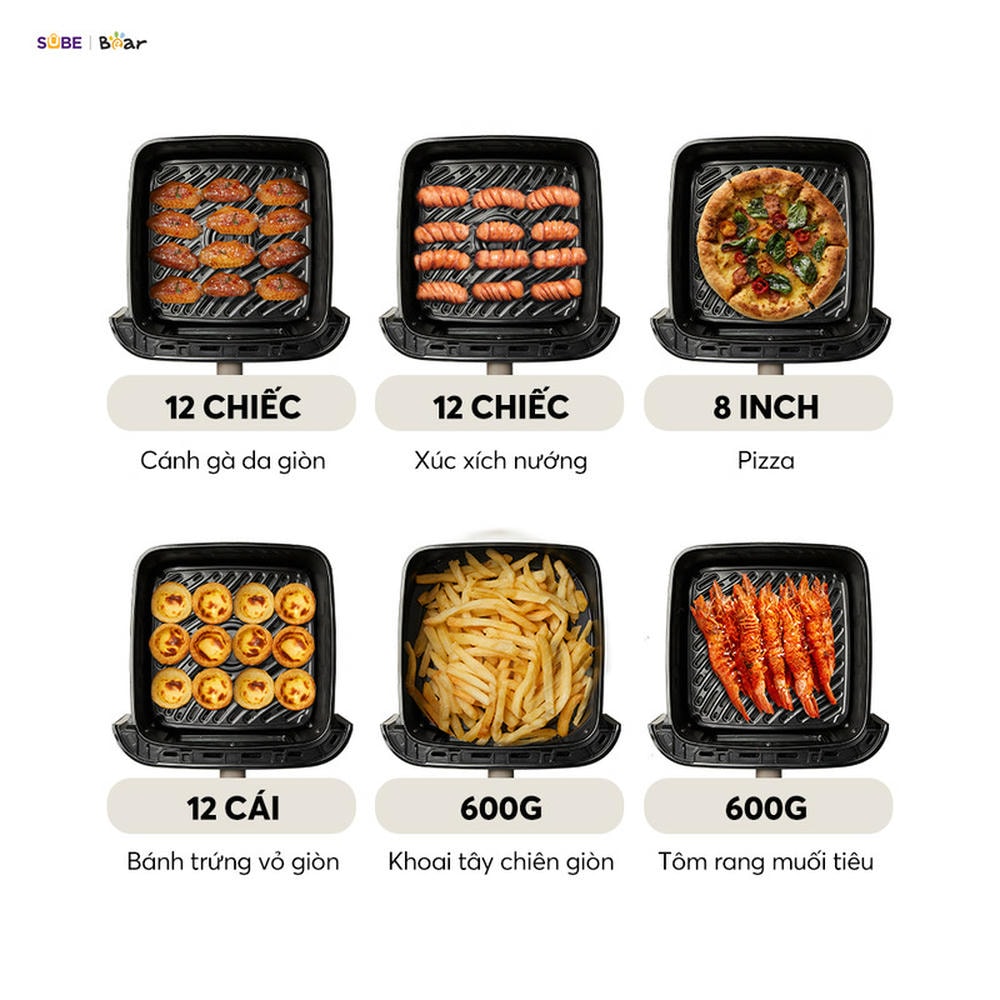 SUBE | Bear
12 CHIẾC
Cánh gà da giòn
12 CHIẾC
Xúc xích nướng
8 INCH
Pizza
12 CÁI
Bánh trứng vỏ giòn
600G
Khoai tây chiên giòn
600G
Tôm rang muối tiêu